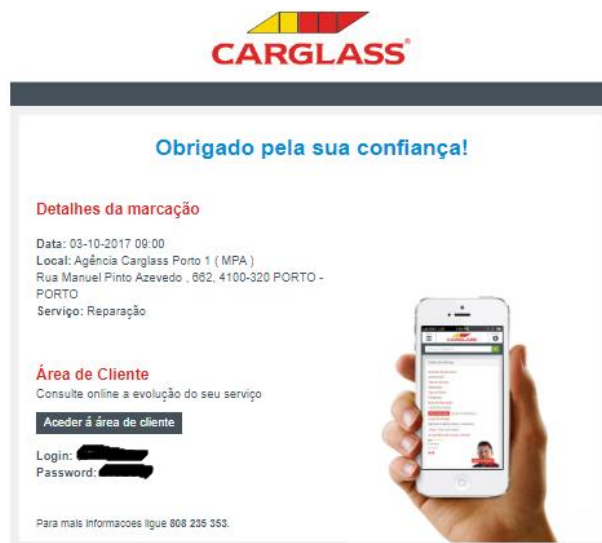 CARGLASS®
Obrigado pela sua confiança!
Detalhes da marcação
Data: 03-10-2017 09:00
Local: Agência Carglass Porto 1 ( MPA )
Rua Manuel Pinto Azevedo , 662, 4100-320 PORTO -
PORTO
Serviço: Reparação
Área de Cliente
Consulte online a evolução do seu serviço
Aceder á área de cliente
Login:
Password:
Para mais informacoes ligue 808 235 353.
CARGLASS